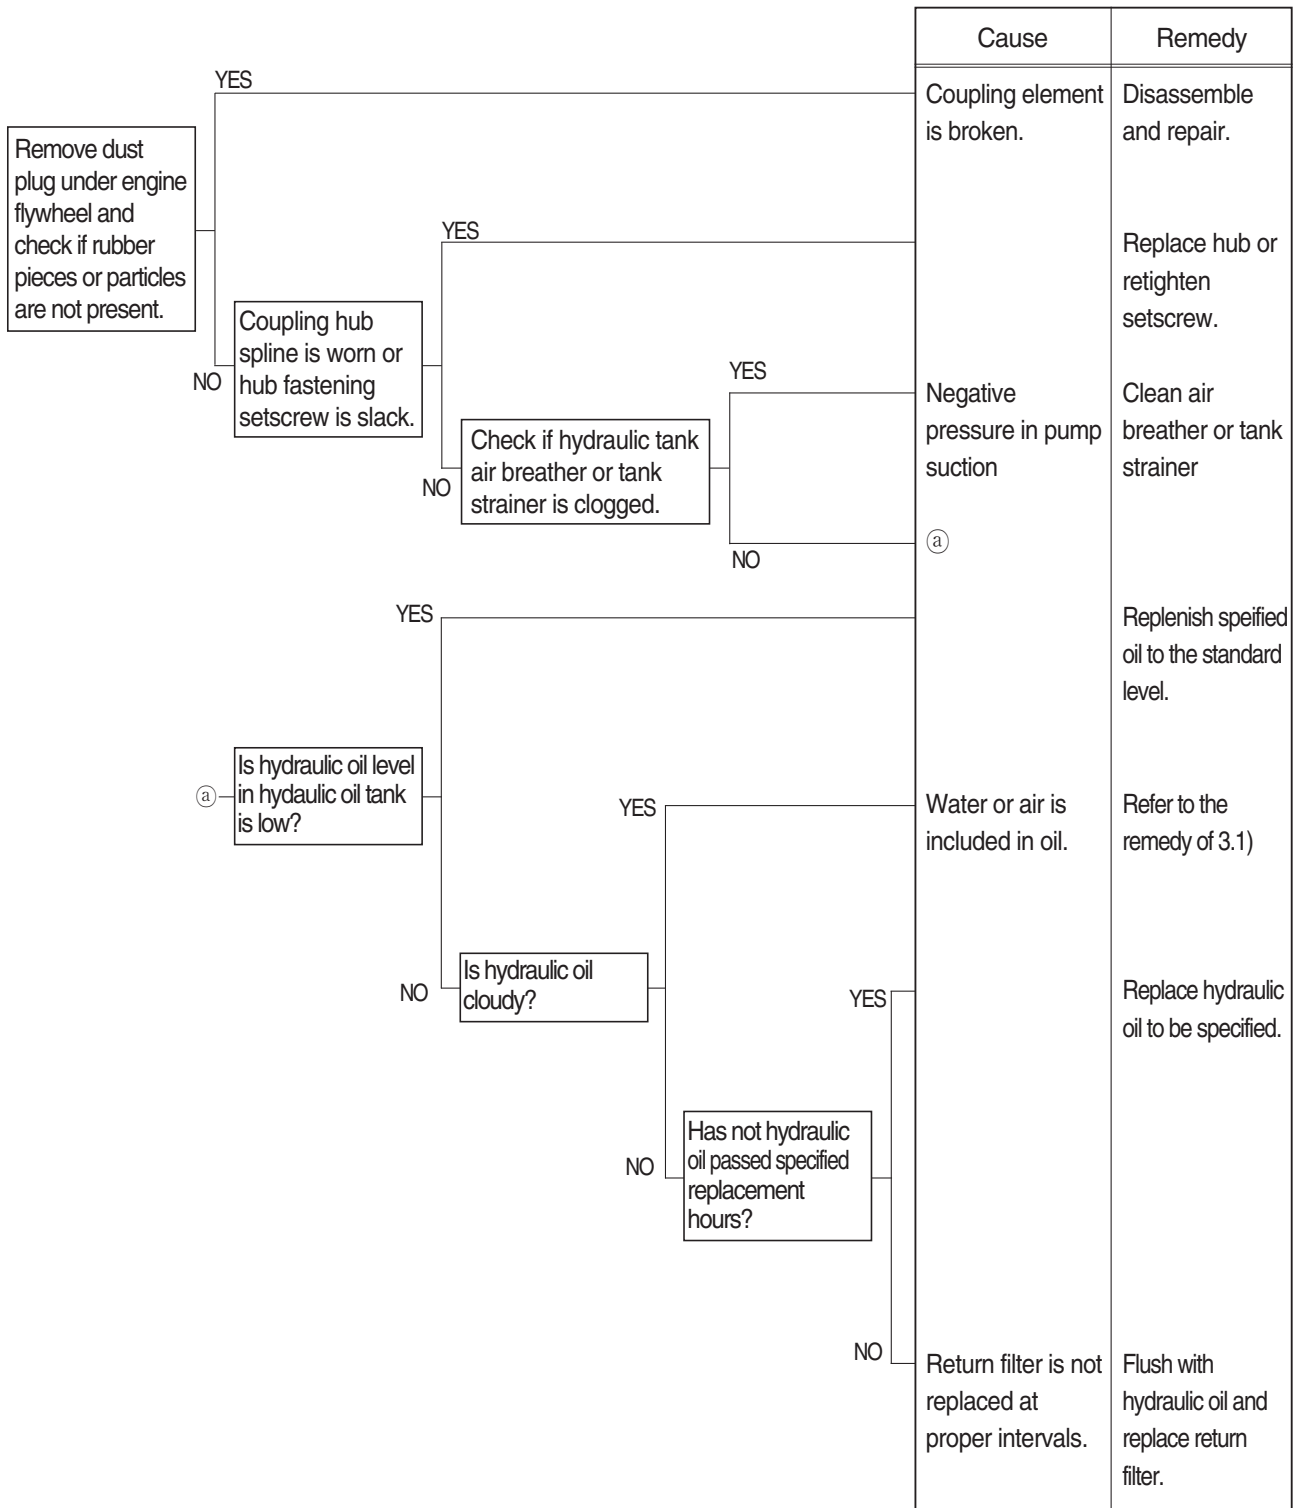 Cause
Remedy
YES
Coupling element
is broken.
Disassemble
and repair.
Remove dust
plug under engine
flywheel and
check if rubber
pieces or particles
are not present.
YES
Replace hub or
retighten
setscrew.
NO
Coupling hub
spline is worn or
hub fastening
setscrew is slack.
YES
Negative
pressure in pump
suction
Clean air
breather or tank
strainer
NO
Check if hydraulic tank
air breather or tank
strainer is clogged.
NO
ⓐ
YES
Replenish speified
oil to the standard
level.
ⓐ
Is hydraulic oil level
in hydaulic oil tank
is low?
YES
Water or air is
included in oil.
Refer to the
remedy of 3.1)
NO
Is hydraulic oil
cloudy?
YES
Replace hydraulic
oil to be specified.
NO
Has not hydraulic
oil passed specified
replacement
hours?
NO
Return filter is not
replaced at
proper intervals.
Flush with
hydraulic oil and
replace return
filter.